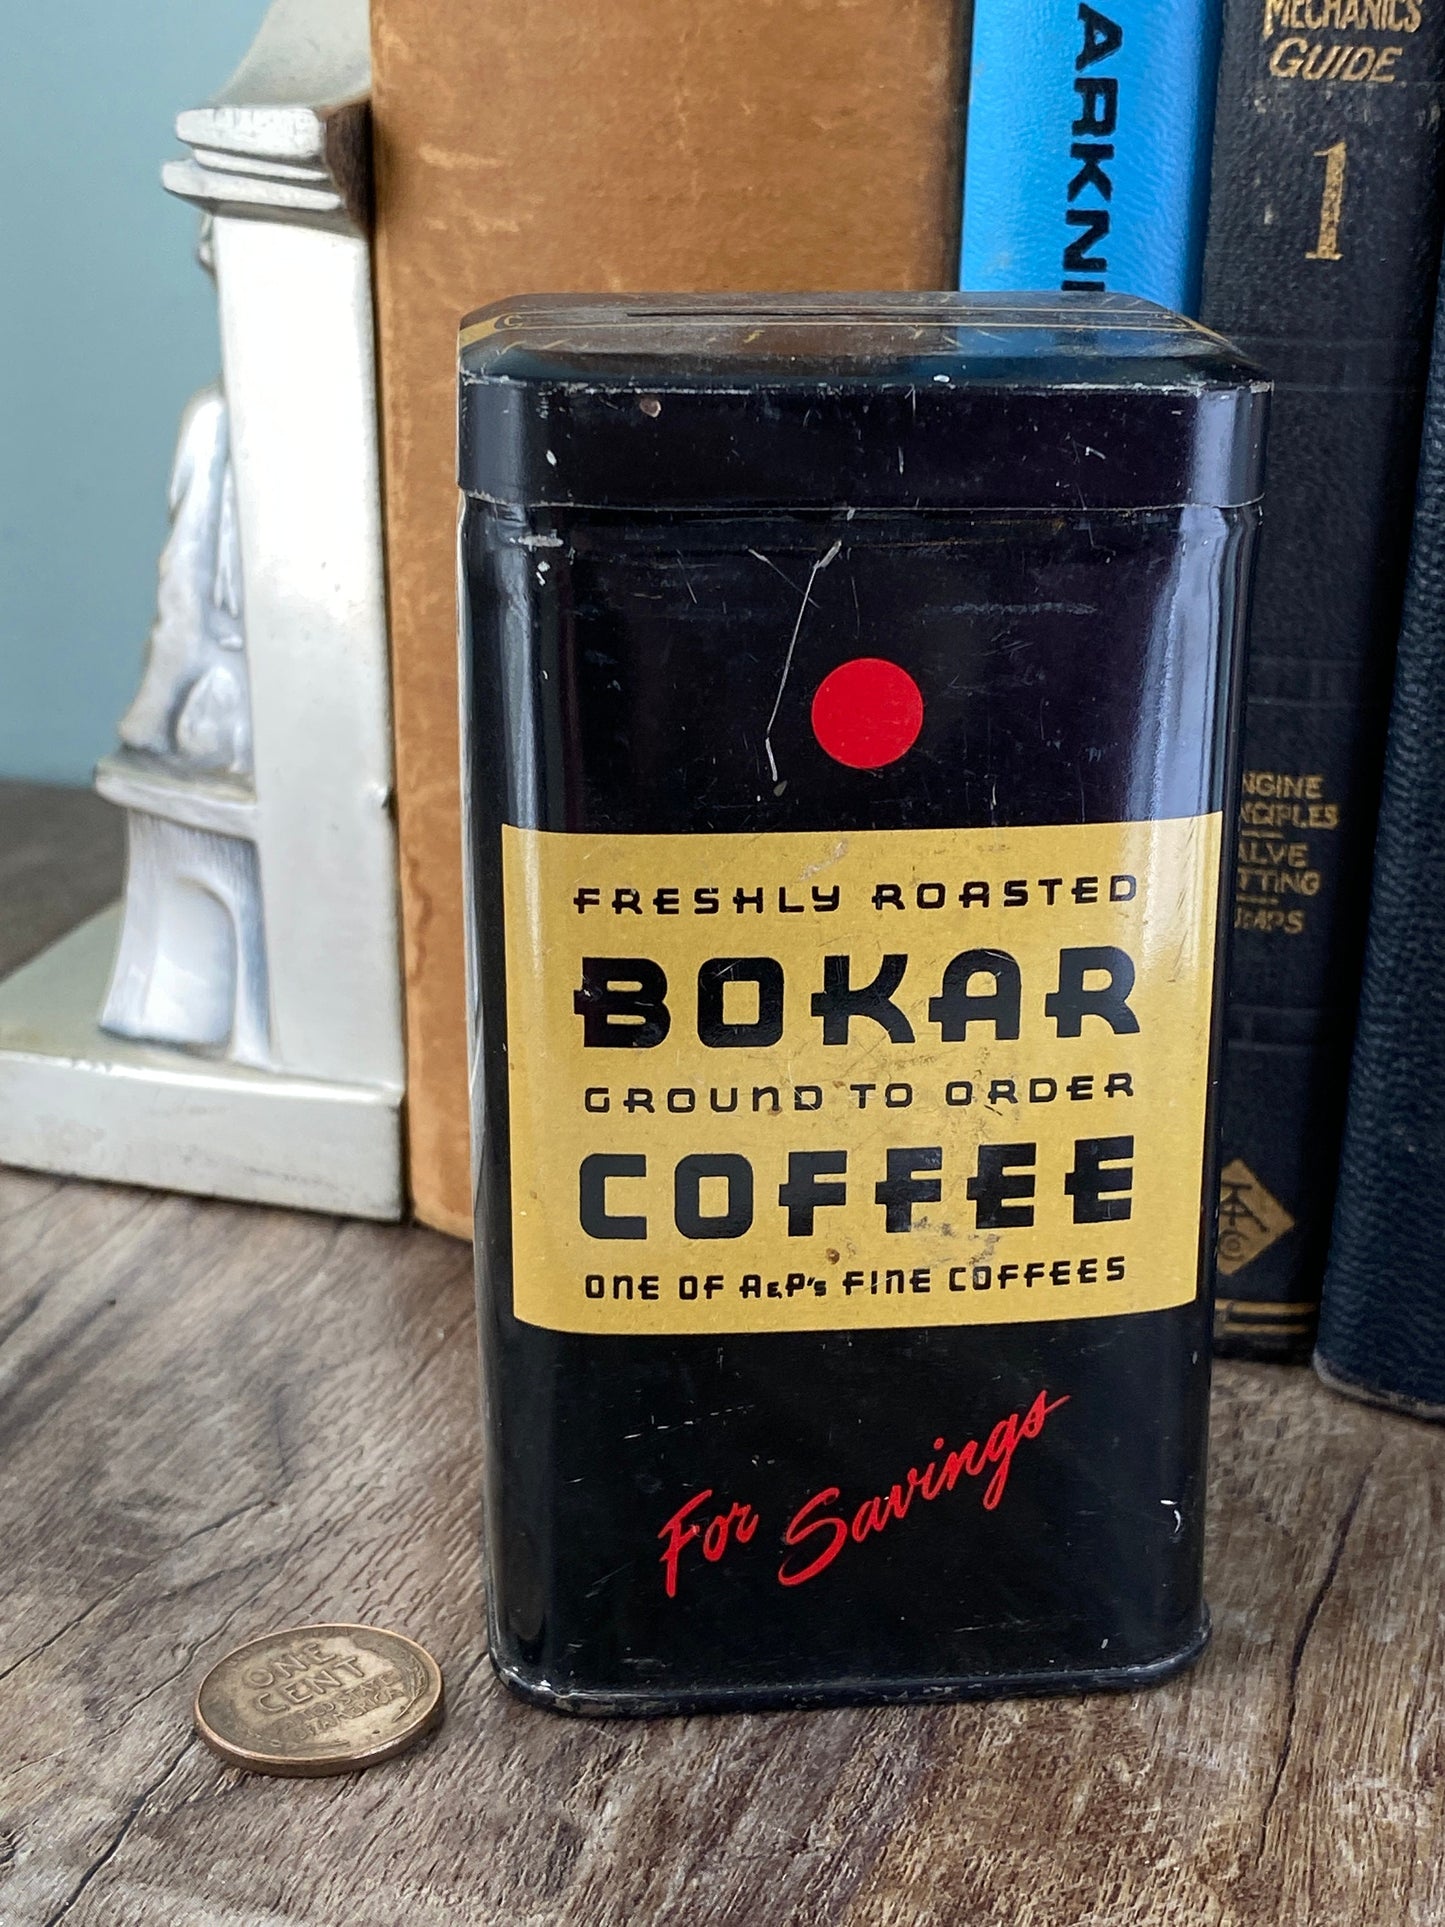 MECHANICS
GUIDE
1
FRESHLY ROASTED
BOKAR
GROUND TO ORDER
COFFEE
ONE OF A&P's FINE COFFEES
For Savings
ONE
CENT